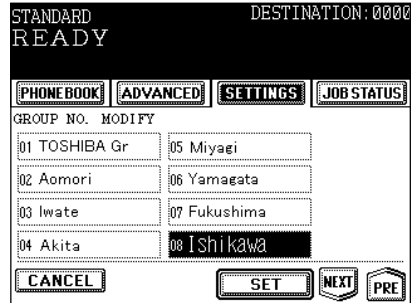 STANDARD DESTINATION:0000
READY
PHONE BOOK ADVANCED SETTINGS JOB STATUS
GROUP NO. MODIFY
01 TOSHIBA Gr 05 Miyagi
02 Aomori 06 Yamagata
03 Iwate 07 Fukushima
04 Akita 08 Ishikawa
CANCEL SET NEXT PRE